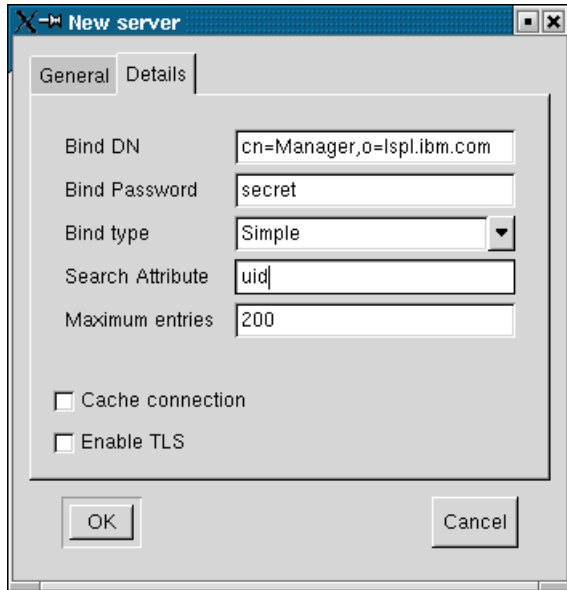 New server
General Details
Bind DN cn=Manager,o=lspl.ibm.com
Bind Password secret
Bind type Simple
Search Attribute uid
Maximum entries 200
Cache connection
Enable TLS
OK Cancel